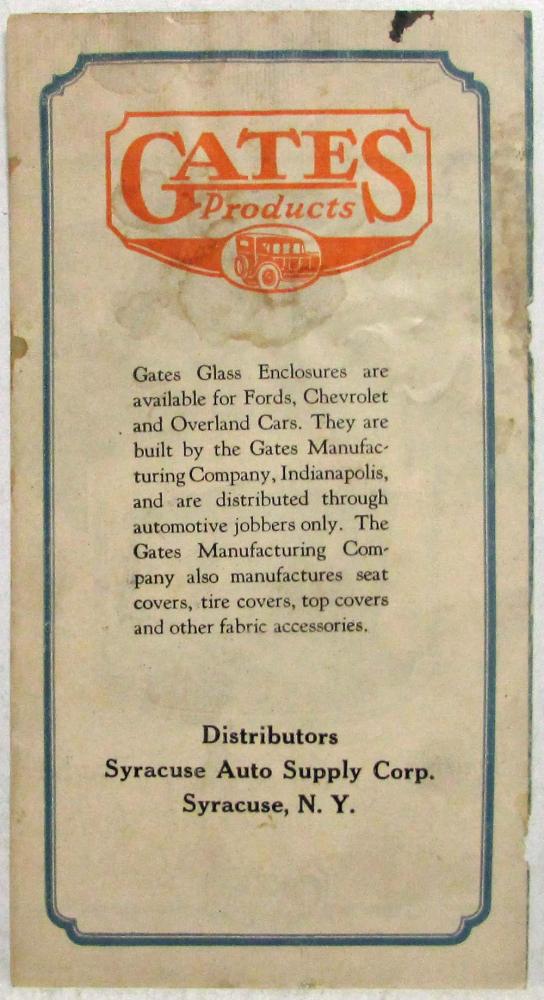 GATES
Products
Gates Glass Enclosures are
available for Fords, Chevrolet
and Overland Cars. They are
built by the Gates Manufac-
turing Company, Indianapolis,
and are distributed through
automotive jobbers only. The
Gates Manufacturing Com-
pany also manufactures seat
covers, tire covers, top covers
and other fabric accessories.
Distributors
Syracuse Auto Supply Corp.
Syracuse, N. Y.